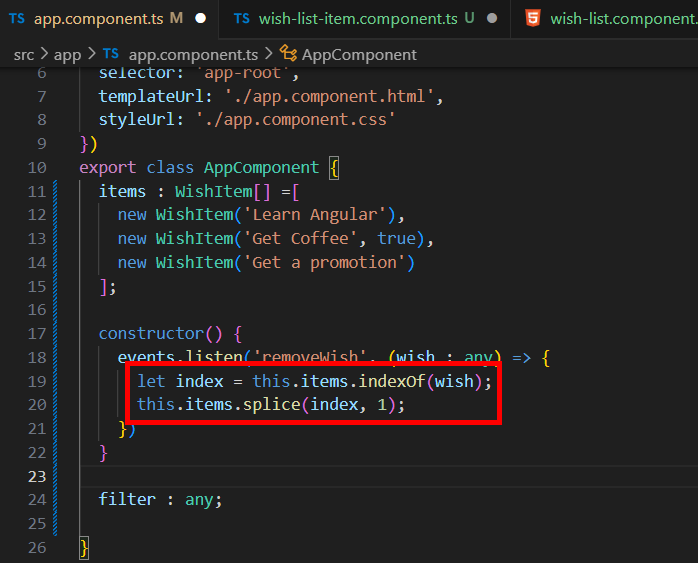 TS app.component.ts M
TS wish-list-item.component.ts U
wish-list.component.
src > app > TS app.component.ts > AppComponent
6 selector: 'app-root',
7 templateUrl: './app.component.html',
8 styleUrl: './app.component.css'
9 })
10 export class AppComponent {
11 items : WishItem[] =[
12 new WishItem('Learn Angular'),
13 new WishItem('Get Coffee', true),
14 new WishItem('Get a promotion')
15 ];
16
17 constructor() {
18 events.listen('removeWish', (wish : any) => {
19 let index = this.items.indexOf(wish);
20 this.items.splice(index, 1);
21 })
22 }
23
24 filter : any;
25
26 }